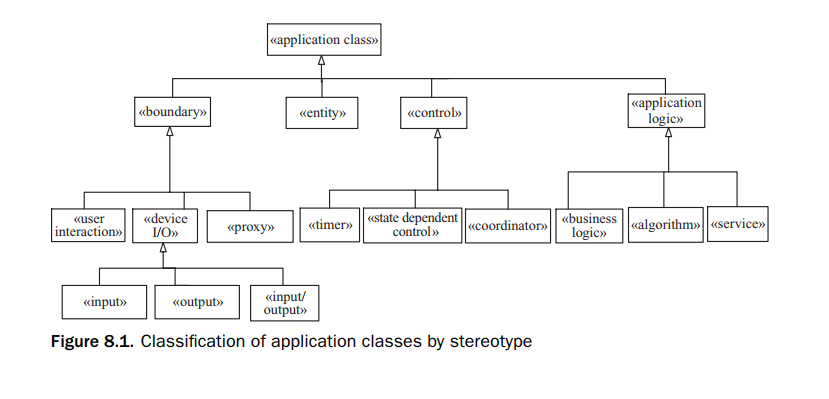 «application class»
«boundary»
«entity»
«control»
«application
logic»
«user
interaction»
«device
I/O»
«proxy»
«timer»
«state dependent
control»
«coordinator»
«business
logic»
«algorithm»
«service»
«input»
«output»
«input/
output»
Figure 8.1. Classification of application classes by stereotype